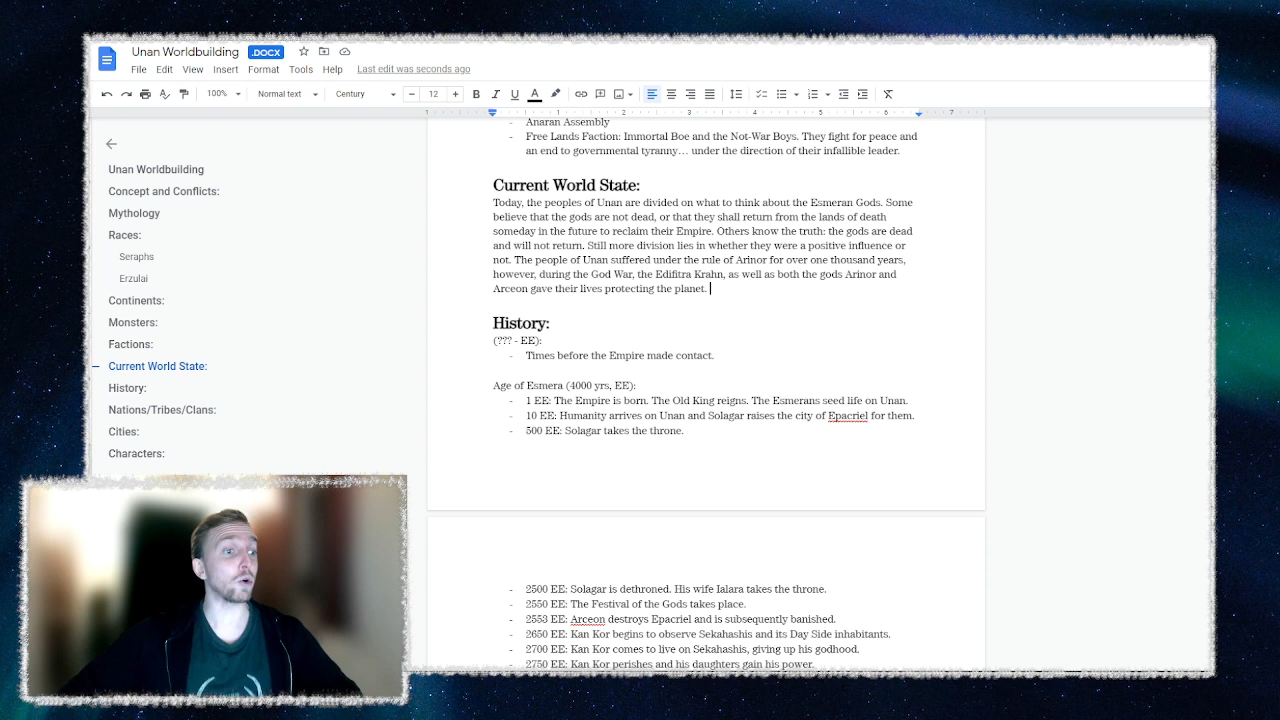 Unan Worldbuilding .DOCX
File Edit View Insert Format Tools Help Last edit was seconds ago
100% Normal text Century 12 B I U A
1 1 2 3 4 5 6 7
Unan Worldbuilding
Concept and Conflicts:
Mythology
Races:
Seraphs
Erzulai
Continents:
Monsters:
Factions:
Current World State:
History:
Nations/Tribes/Clans:
Cities:
Characters:
- Anaran Assembly
- Free Lands Faction: Immortal Boe and the Not-War Boys. They fight for peace and
an end to governmental tyranny… under the direction of their infallible leader.
Current World State:
Today, the peoples of Unan are divided on what to think about the Esmeran Gods. Some
believe that the gods are not dead, or that they shall return from the lands of death
someday in the future to reclaim their Empire. Others know the truth: the gods are dead
and will not return. Still more division lies in whether they were a positive influence or
not. The people of Unan suffered under the rule of Arinor for over one thousand years,
however, during the God War, the Edifitra Krahn, as well as both the gods Arinor and
Arceon gave their lives protecting the planet.
History:
(??? - EE):
- Times before the Empire made contact.
Age of Esmera (4000 yrs, EE):
- 1 EE: The Empire is born. The Old King reigns. The Esmerans seed life on Unan.
- 10 EE: Humanity arrives on Unan and Solagar raises the city of Epacriel for them.
- 500 EE: Solagar takes the throne.
- 2500 EE: Solagar is dethroned. His wife Ialara takes the throne.
- 2550 EE: The Festival of the Gods takes place.
- 2553 EE: Arceon destroys Epacriel and is subsequently banished.
- 2650 EE: Kan Kor begins to observe Sekahashis and its Day Side inhabitants.
- 2700 EE: Kan Kor comes to live on Sekahashis, giving up his godhood.
- 2750 EE: Kan Kor perishes and his daughters gain his power.